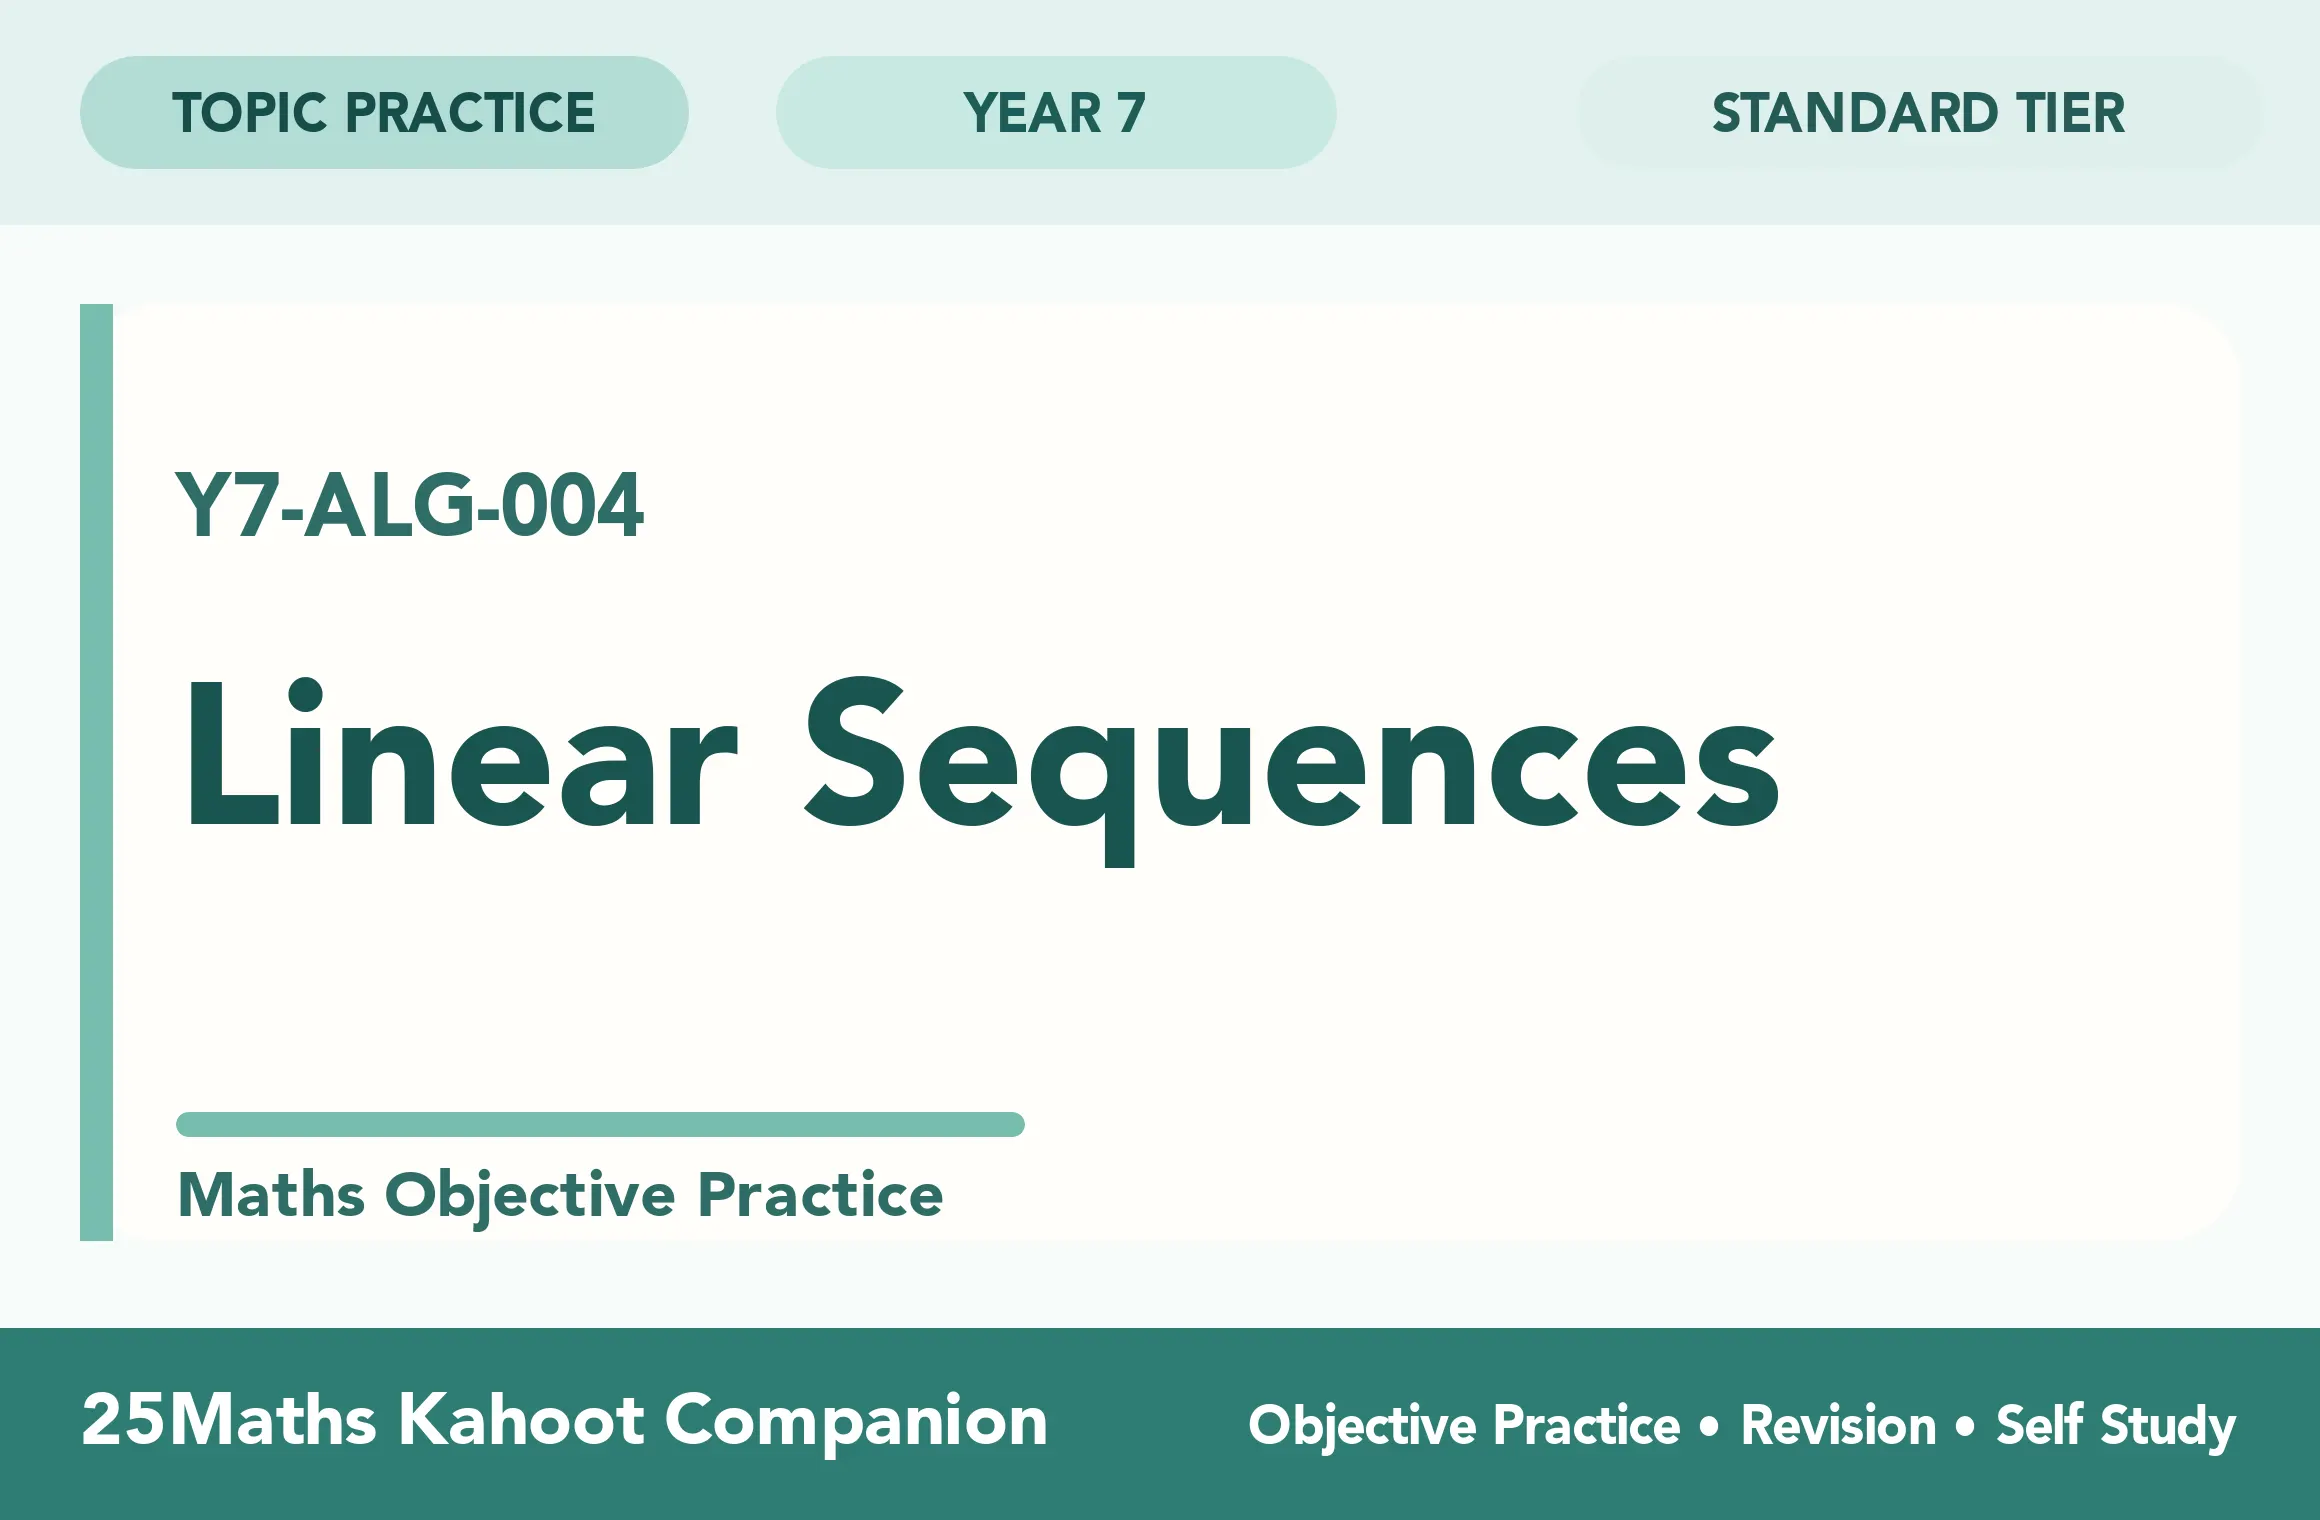 TOPIC PRACTICE
YEAR 7
STANDARD TIER
Y7-ALG-004
Linear Sequences
Maths Objective Practice
25Maths Kahoot Companion
Objective Practice • Revision • Self Study